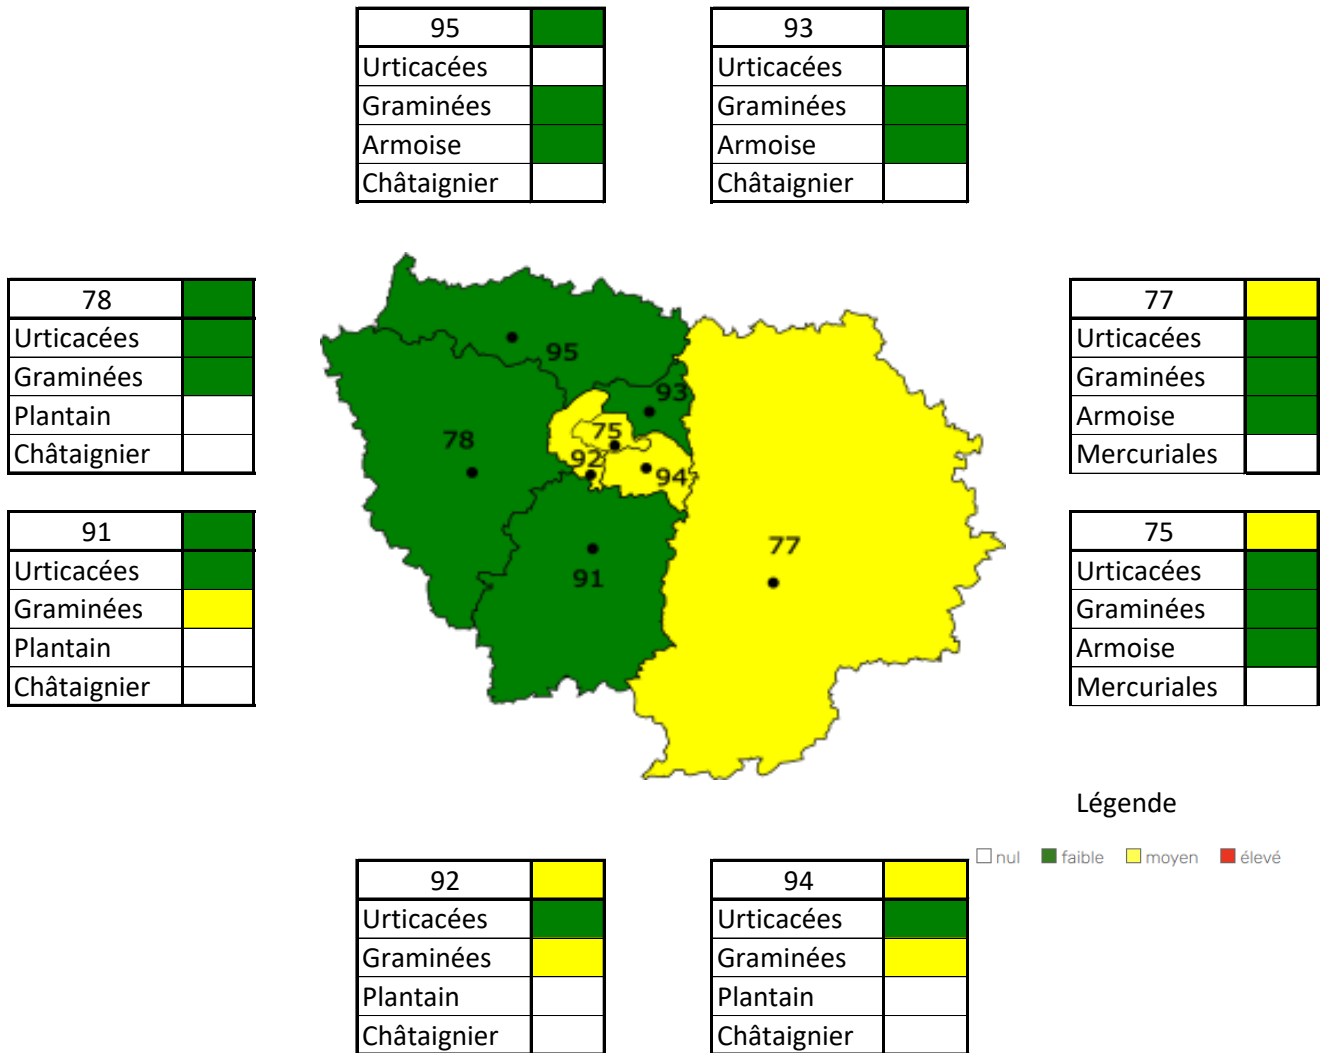 95
Urticacées
Graminées
Armoise
Châtaignier
93
Urticacées
Graminées
Armoise
Châtaignier
78
Urticacées
Graminées
Plantain
Châtaignier
91
Urticacées
Graminées
Plantain
Châtaignier
95
93
78
75
92
94
91
77
77
Urticacées
Graminées
Armoise
Mercuriales
75
Urticacées
Graminées
Armoise
Mercuriales
Légende
nul faible moyen élevé
92
Urticacées
Graminées
Plantain
Châtaignier
94
Urticacées
Graminées
Plantain
Châtaignier